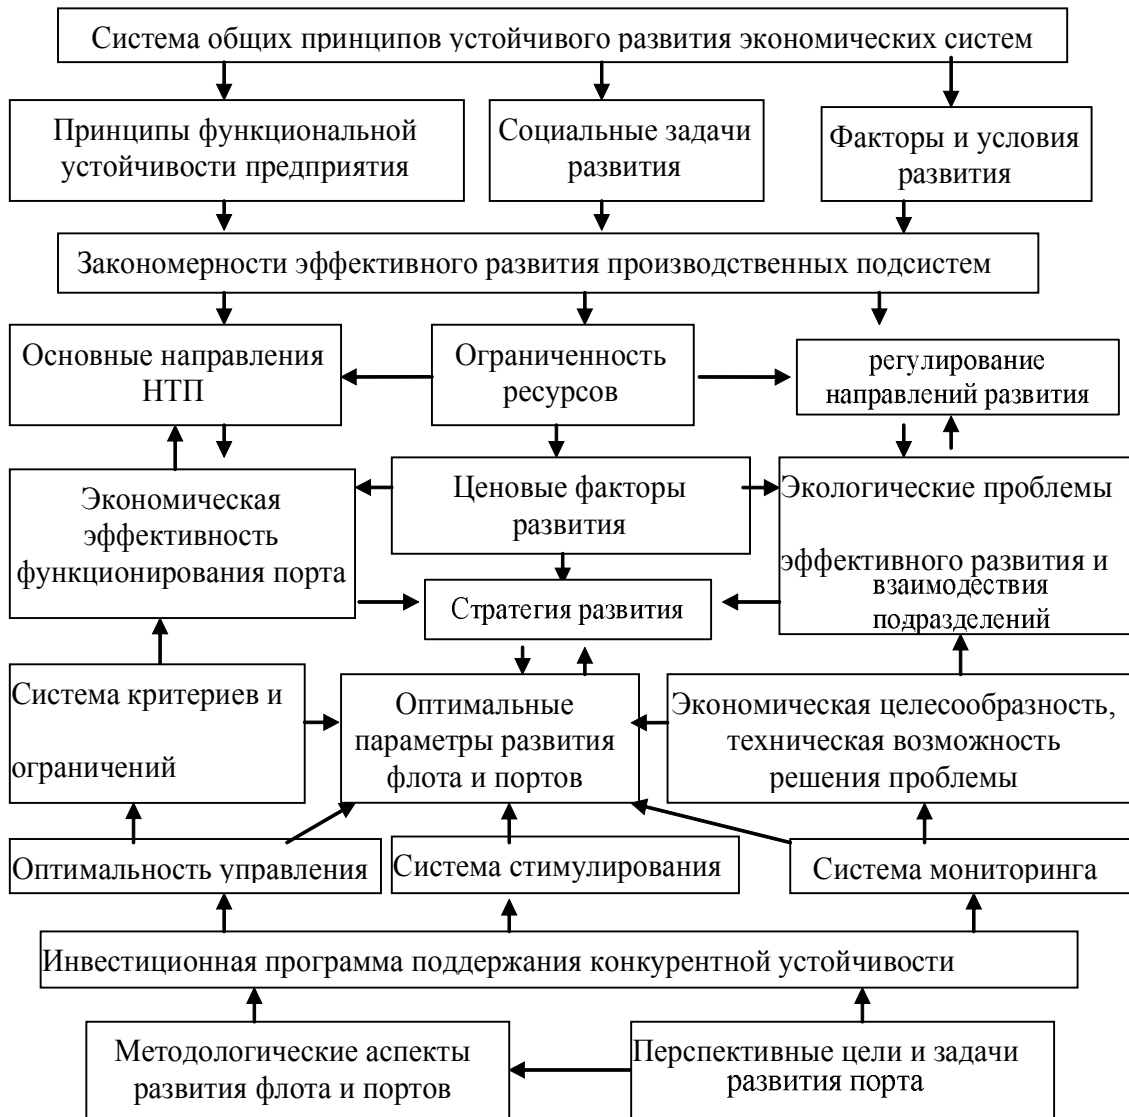 Система общих принципов устойчивого развития экономических систем
Принципы функциональной
устойчивости предприятия
Социальные задачи
развития
Факторы и условия
развития
Закономерности эффективного развития производственных подсистем
Основные направления
НТП
Ограниченность
ресурсов
регулирование
направлений развития
Экономическая
эффективность
функционирования порта
Ценовые факторы
развития
Экологические проблемы
эффективного развития и
взаимодествия
подразделений
Стратегия развития
Система критериев и
ограничений
Оптимальные
параметры развития
флота и портов
Экономическая целесообразность,
техническая возможность
решения проблемы
Оптимальность управления
Система стимулирования
Система мониторинга
Инвестиционная программа поддержания конкурентной устойчивости
Методологические аспекты
развития флота и портов
Перспективные цели и задачи
развития порта